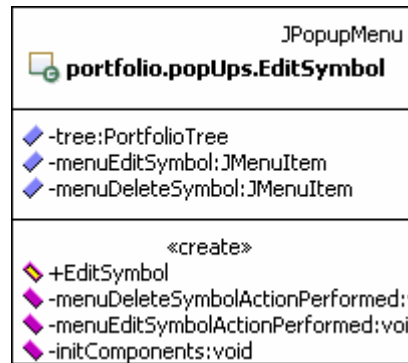 JPopupMenu
portfolio.popUps.EditSymbol
-tree:PortfolioTree
-menuEditSymbol:JMenuItem
-menuDeleteSymbol:JMenuItem
«create»
+EditSymbol
-menuDeleteSymbolActionPerformed:
-menuEditSymbolActionPerformed:voi
-initComponents:void